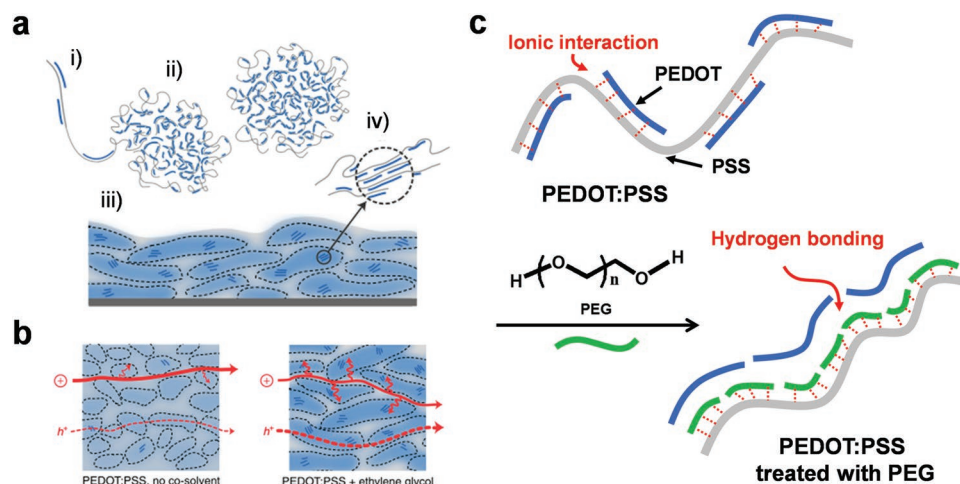 a
i)
ii)
iv)
iii)
b
+
h+
PEDOT:PSS, no co-solvent
+
h+
PEDOT:PSS + ethylene glycol
c
Ionic interaction
PEDOT
PSS
PEDOT:PSS
H O O H
n
PEG
Hydrogen bonding
PEDOT:PSS
treated with PEG